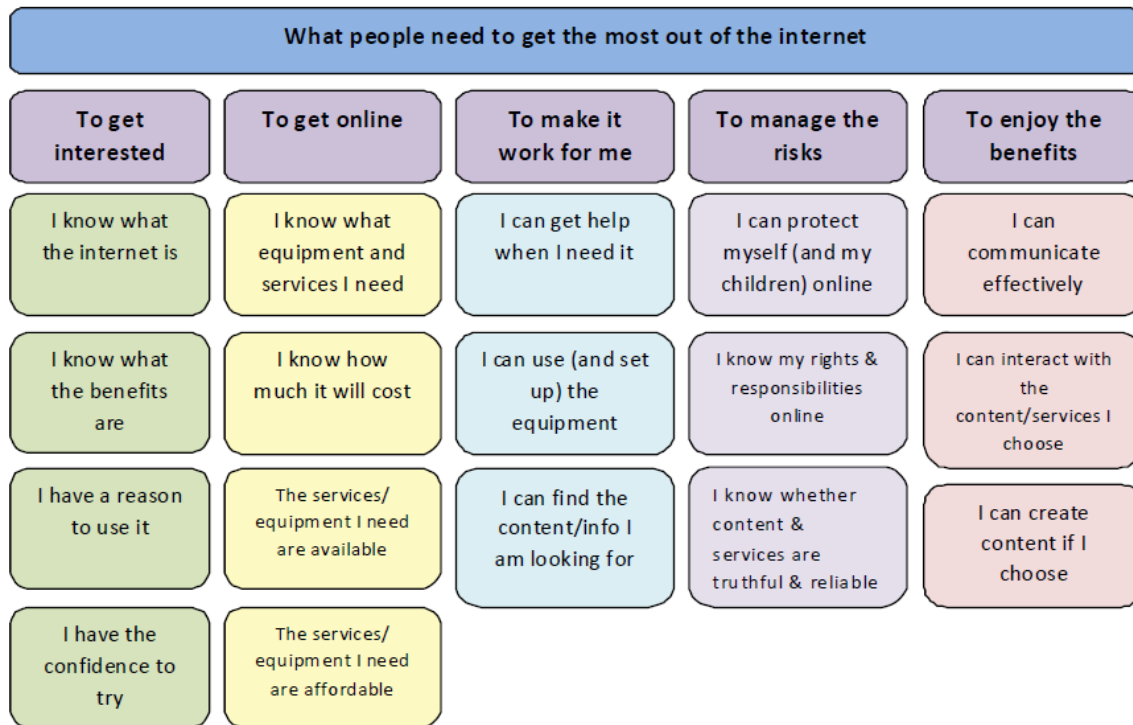 What people need to get the most out of the internet
To get
interested
I know what
the internet is
I know what
the benefits
are
I have a reason
to use it
I have the
confidence to
try
To get online
I know what
equipment and
services I need
I know how
much it will cost
The services/
equipment I need
are available
The services/
equipment I need
are affordable
To make it
work for me
I can get help
when I need it
I can use (and set
up) the
equipment
I can find the
content/info I
am looking for
To manage the
risks
I can protect
myself (and my
children) online
I know my rights &
responsibilities
online
I know whether
content &
services are
truthful & reliable
To enjoy the
benefits
I can
communicate
effectively
I can interact with
the
content/services I
choose
I can create
content if I
choose